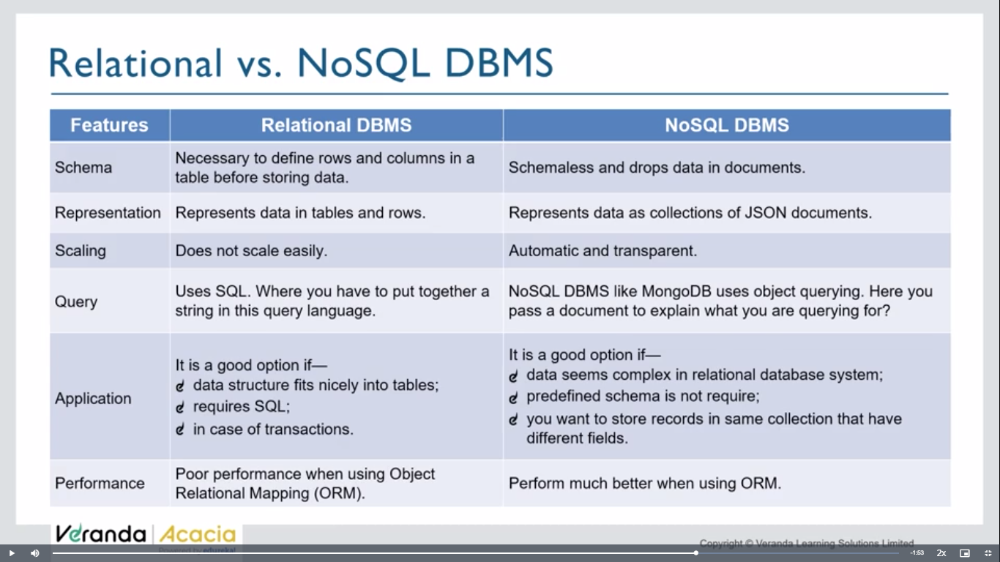 Relational vs. NoSQL DBMS
Features
Relational DBMS
NoSQL DBMS
Schema
Necessary to define rows and columns in a
table before storing data.
Schemaless and drops data in documents.
Representation
Represents data in tables and rows.
Represents data as collections of JSON documents.
Scaling
Does not scale easily.
Automatic and transparent.
Query
Uses SQL. Where you have to put together a
string in this query language.
NoSQL DBMS like MongoDB uses object querying. Here you
pass a document to explain what you are querying for?
Application
It is a good option if—
data structure fits nicely into tables;
requires SQL;
in case of transactions.
It is a good option if—
data seems complex in relational database system;
predefined schema is not require;
you want to store records in same collection that have
different fields.
Performance
Poor performance when using Object
Relational Mapping (ORM).
Perform much better when using ORM.
Veranda | Acacia
Powered by edureka!
Copyright © Veranda Learning Solutions Limited
-1:53
2x